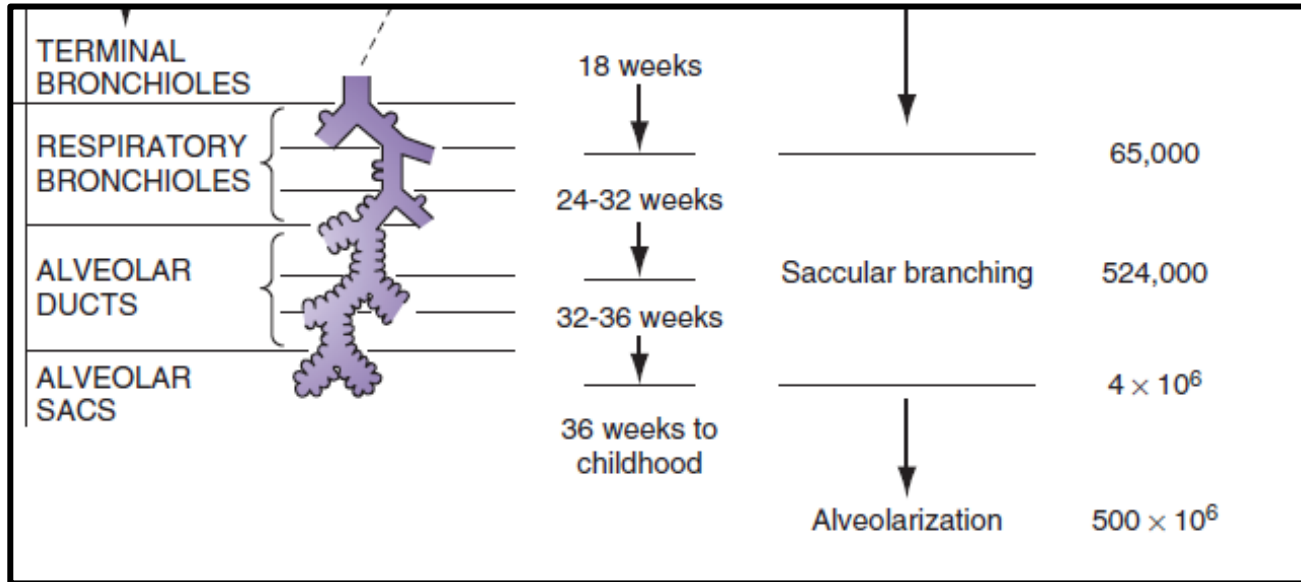 TERMINAL
BRONCHIOLES
18 weeks
RESPIRATORY
BRONCHIOLES
65,000
24-32 weeks
ALVEOLAR
DUCTS
Saccular branching
524,000
32-36 weeks
ALVEOLAR
SACS
4 × 10⁶
36 weeks to
childhood
Alveolarization
500 × 10⁶